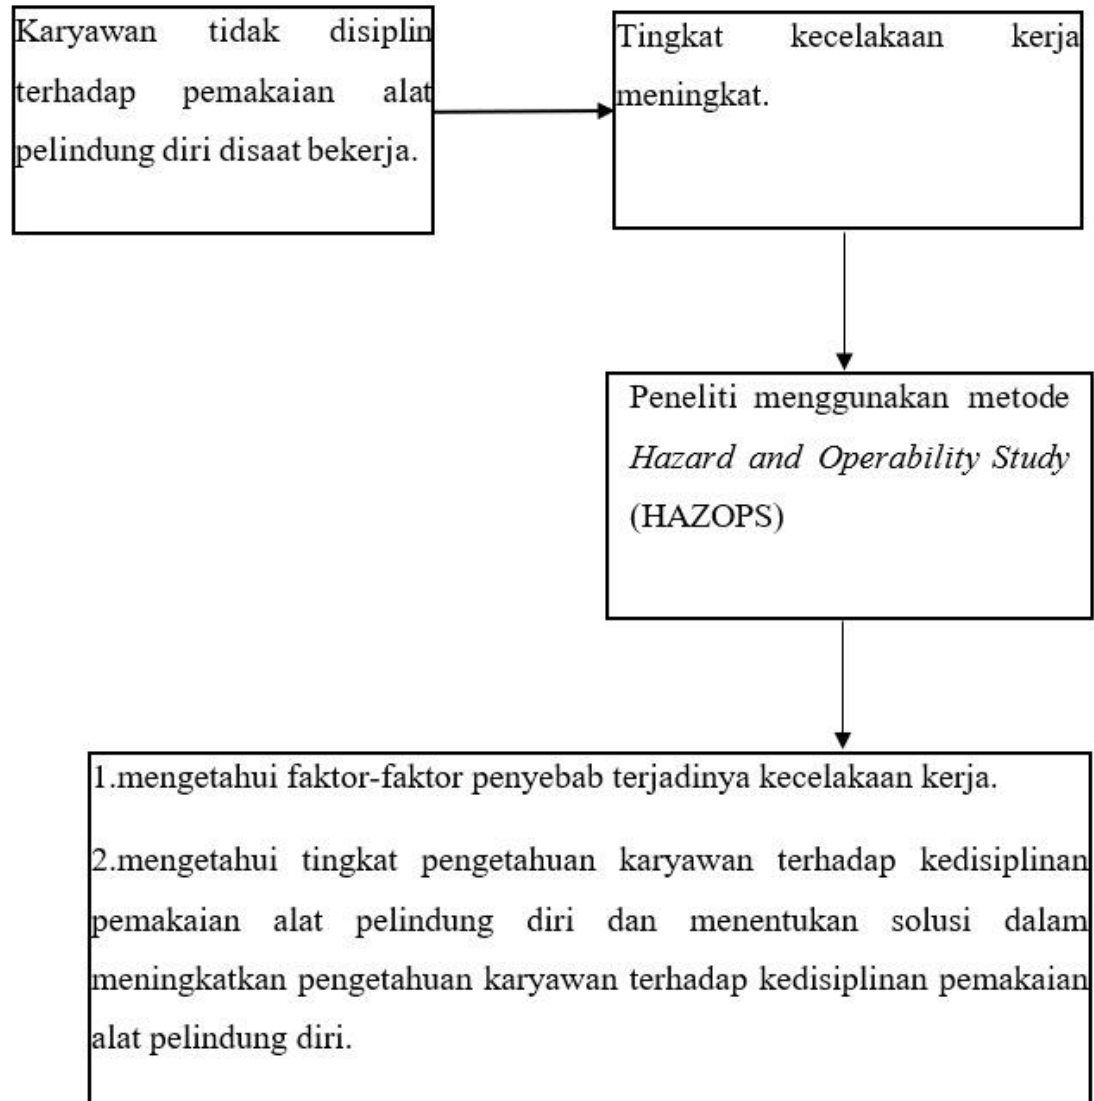 Karyawan tidak disiplin
terhadap pemakaian alat
pelindung diri disaat bekerja.
Tingkat kecelakaan kerja
meningkat.
Peneliti menggunakan metode
Hazard and Operability Study
(HAZOPS)
1.mengetahui faktor-faktor penyebab terjadinya kecelakaan kerja.
2.mengetahui tingkat pengetahuan karyawan terhadap kedisiplinan
pemakaian alat pelindung diri dan menentukan solusi dalam
meningkatkan pengetahuan karyawan terhadap kedisiplinan pemakaian
alat pelindung diri.